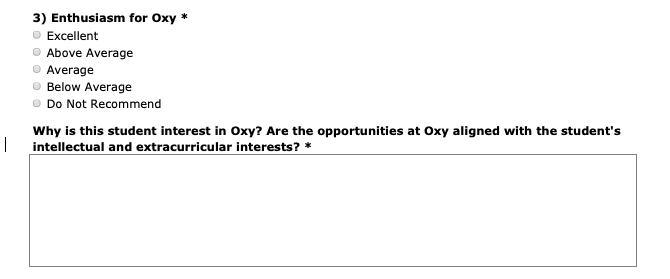 3) Enthusiasm for Oxy *
Excellent
Above Average
Average
Below Average
Do Not Recommend
Why is this student interest in Oxy? Are the opportunities at Oxy aligned with the student's
intellectual and extracurricular interests? *